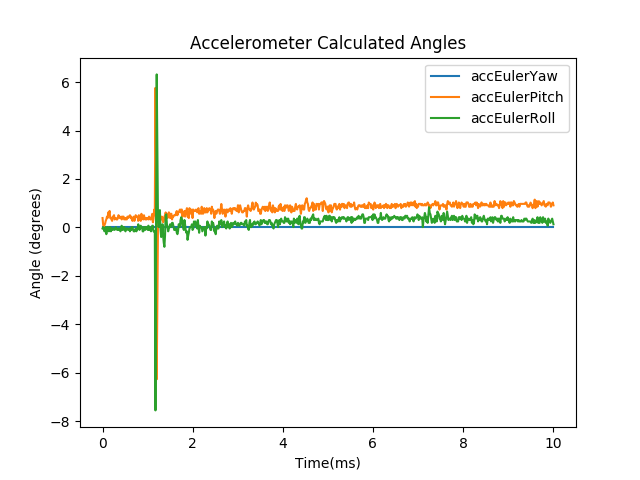 Accelerometer Calculated Angles
accEulerYaw
accEulerPitch
accEulerRoll
6
4
2
0
−2
−4
−6
−8
Angle (degrees)
0
2
4
6
8
10
Time(ms)